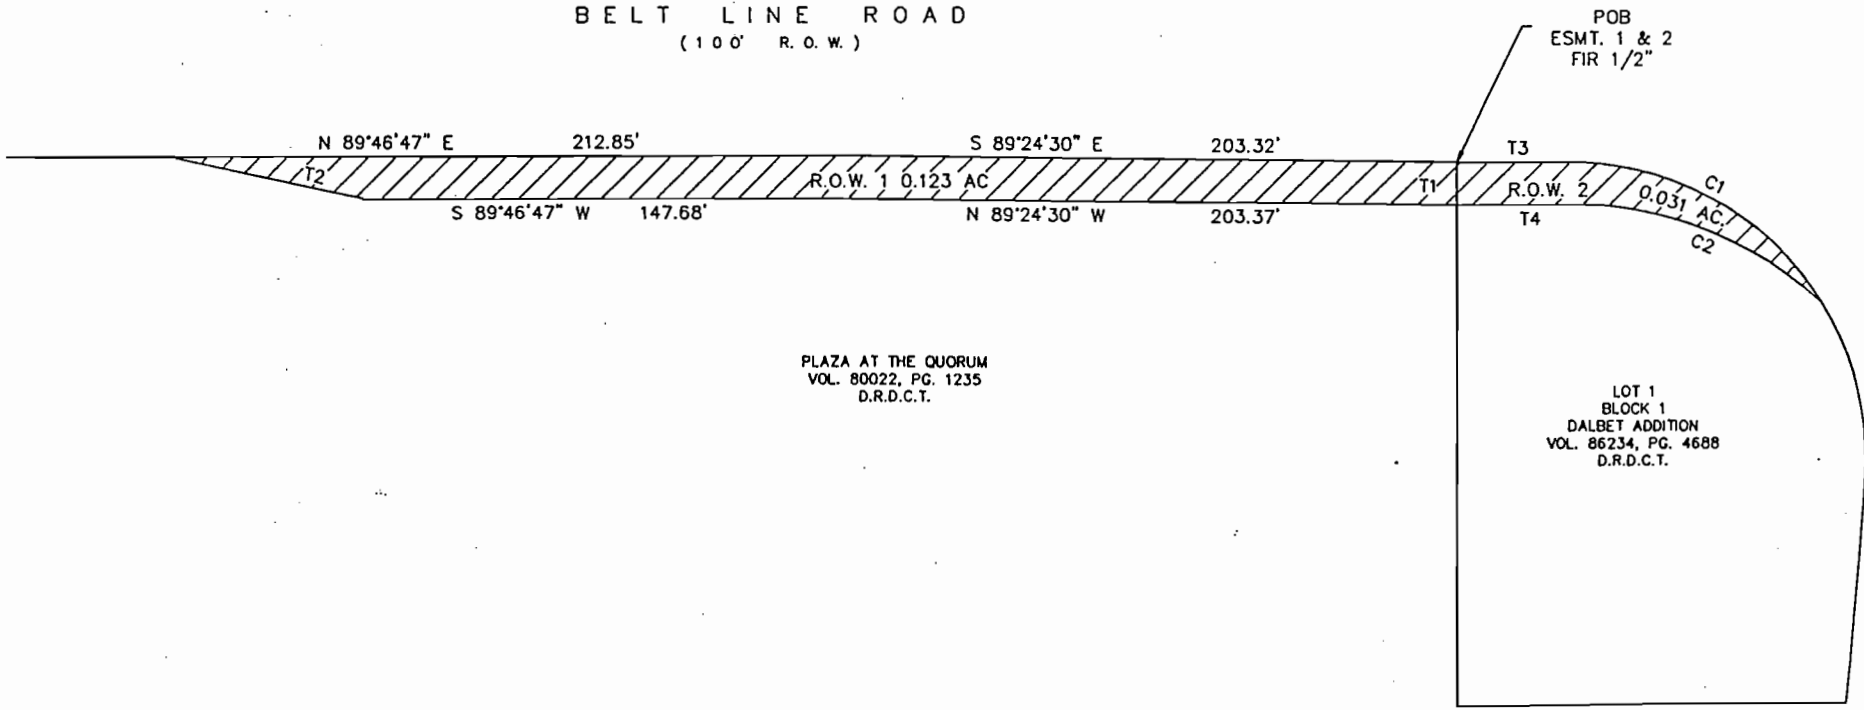 BELT LINE ROAD
(100' R.O.W.)
POB
ESMT. 1 & 2
FIR 1/2"
N 89°46'47" E 212.85' S 89°24'30" E 203.32' T3
T2 R.O.W. 1 0.123 AC T1 R.O.W. 2 0.031 AC. C1
S 89°46'47" W 147.68' N 89°24'30" W 203.37' T4 C2
PLAZA AT THE QUORUM
VOL. 80022, PG. 1235
D.R.D.C.T.
LOT 1
BLOCK 1
DALBET ADDITION
VOL. 86234, PG. 4688
D.R.D.C.T.